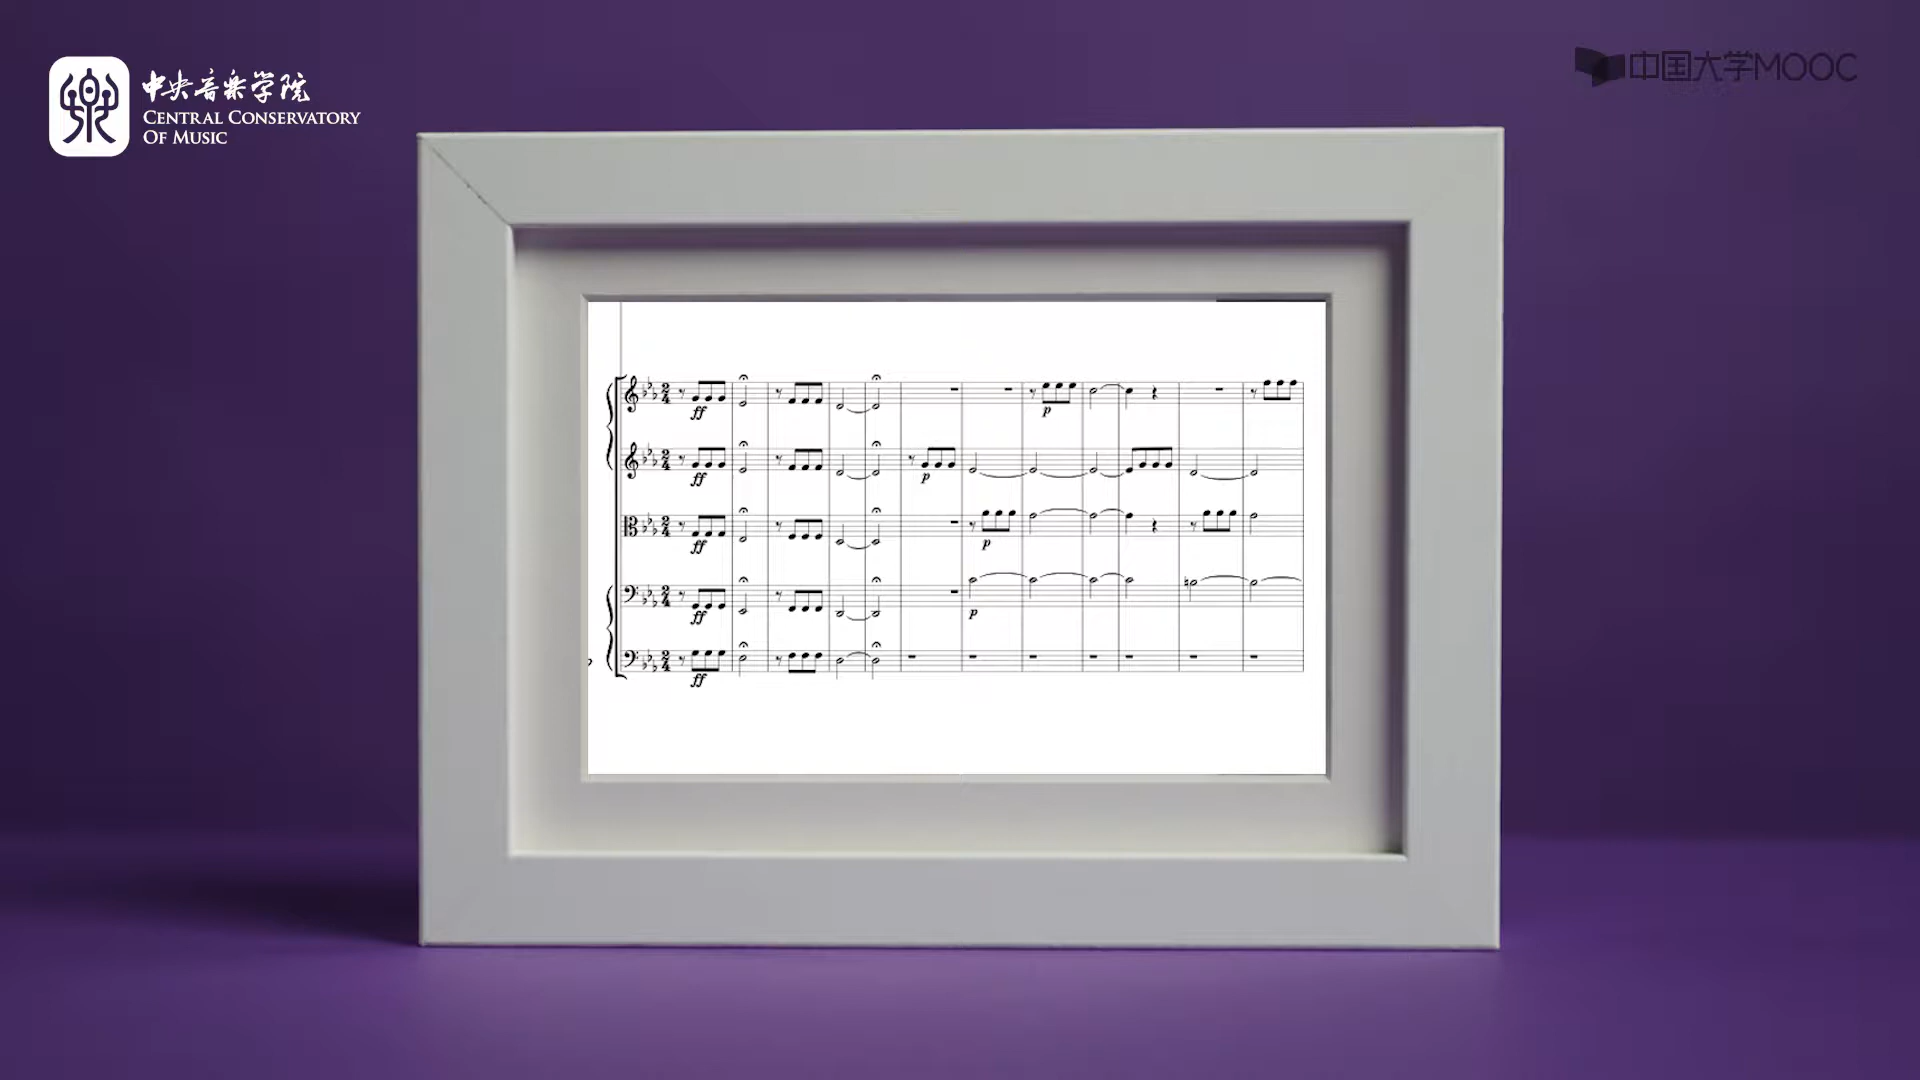 中央音乐学院
CENTRAL CONSERVATORY
OF MUSIC
中国大学MOOC
ff
p
ff
p
ff
p
ff
p
ff